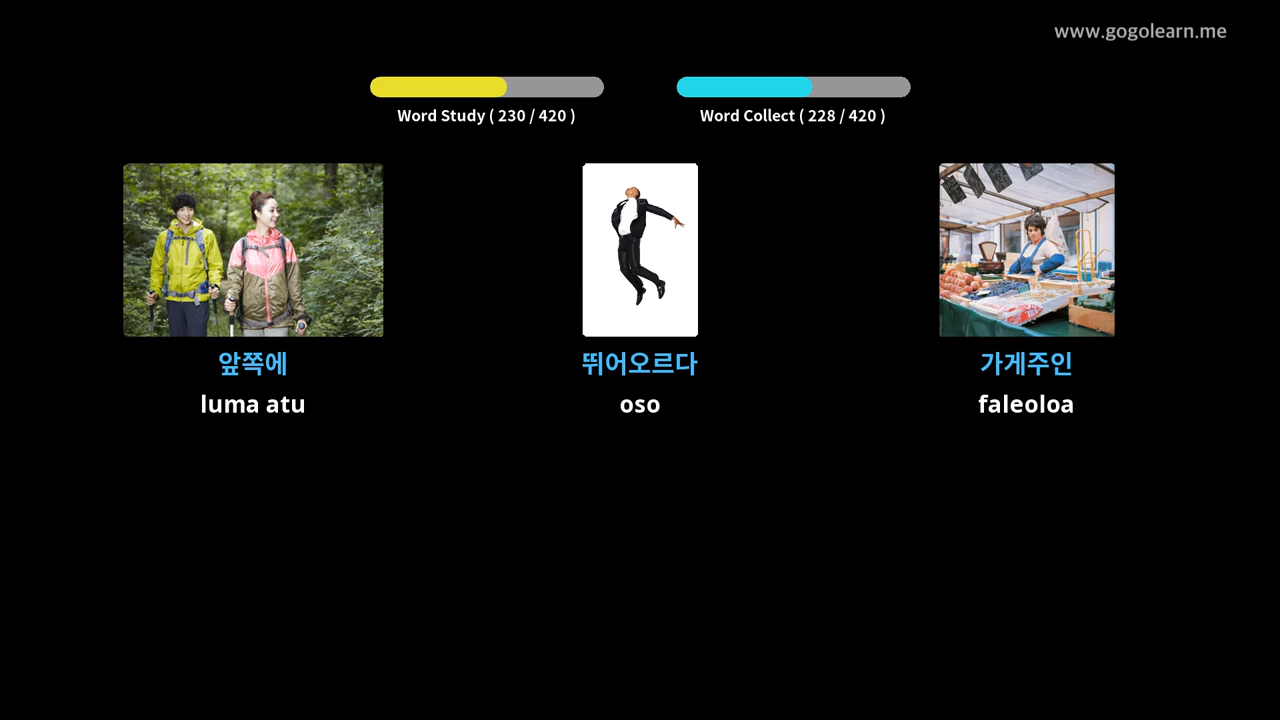 www.gogolearn.me
Word Study ( 230 / 420 )
Word Collect ( 228 / 420 )
앞쪽에
뛰어오르다
가게주인
luma atu
oso
faleoloa